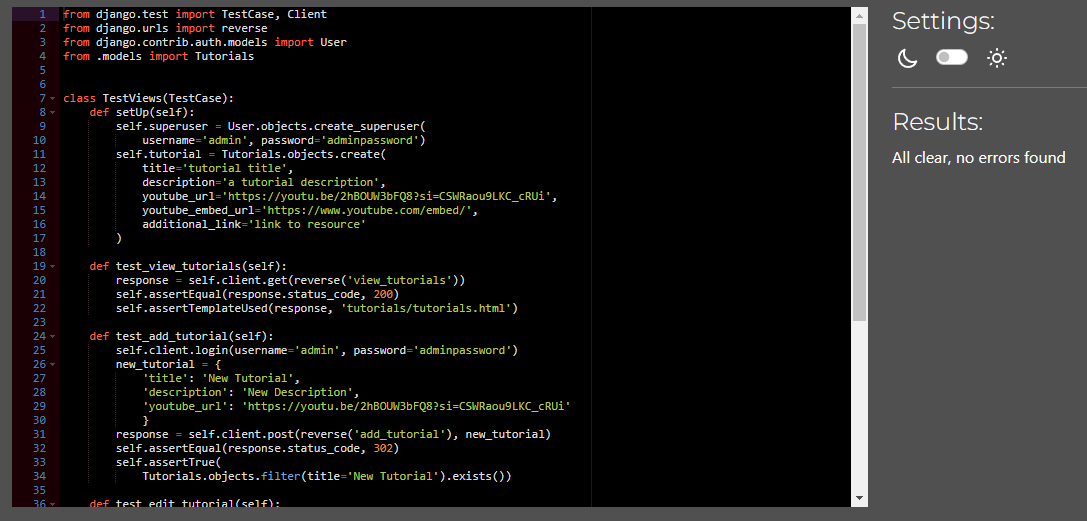 1 from django.test import TestCase, Client
2 from django.urls import reverse
3 from django.contrib.auth.models import User
4 from .models import Tutorials
5
6
7 class TestViews(TestCase):
8     def setUp(self):
9         self.superuser = User.objects.create_superuser(
10             username='admin', password='adminpassword')
11         self.tutorial = Tutorials.objects.create(
12             title='tutorial title',
13             description='a tutorial description',
14             youtube_url='https://youtu.be/2hBOUW3bFQ8?si=CSWRaou9LKC_cRUi',
15             youtube_embed_url='https://www.youtube.com/embed/',
16             additional_link='link to resource'
17         )
18
19     def test_view_tutorials(self):
20         response = self.client.get(reverse('view_tutorials'))
21         self.assertEqual(response.status_code, 200)
22         self.assertTemplateUsed(response, 'tutorials/tutorials.html')
23
24     def test_add_tutorial(self):
25         self.client.login(username='admin', password='adminpassword')
26         new_tutorial = {
27             'title': 'New Tutorial',
28             'description': 'New Description',
29             'youtube_url': 'https://youtu.be/2hBOUW3bFQ8?si=CSWRaou9LKC_cRUi'
30             }
31         response = self.client.post(reverse('add_tutorial'), new_tutorial)
32         self.assertEqual(response.status_code, 302)
33         self.assertTrue(
34             Tutorials.objects.filter(title='New Tutorial').exists())
35
36     def test_edit_tutorial(self):
Settings:
Results:
All clear, no errors found